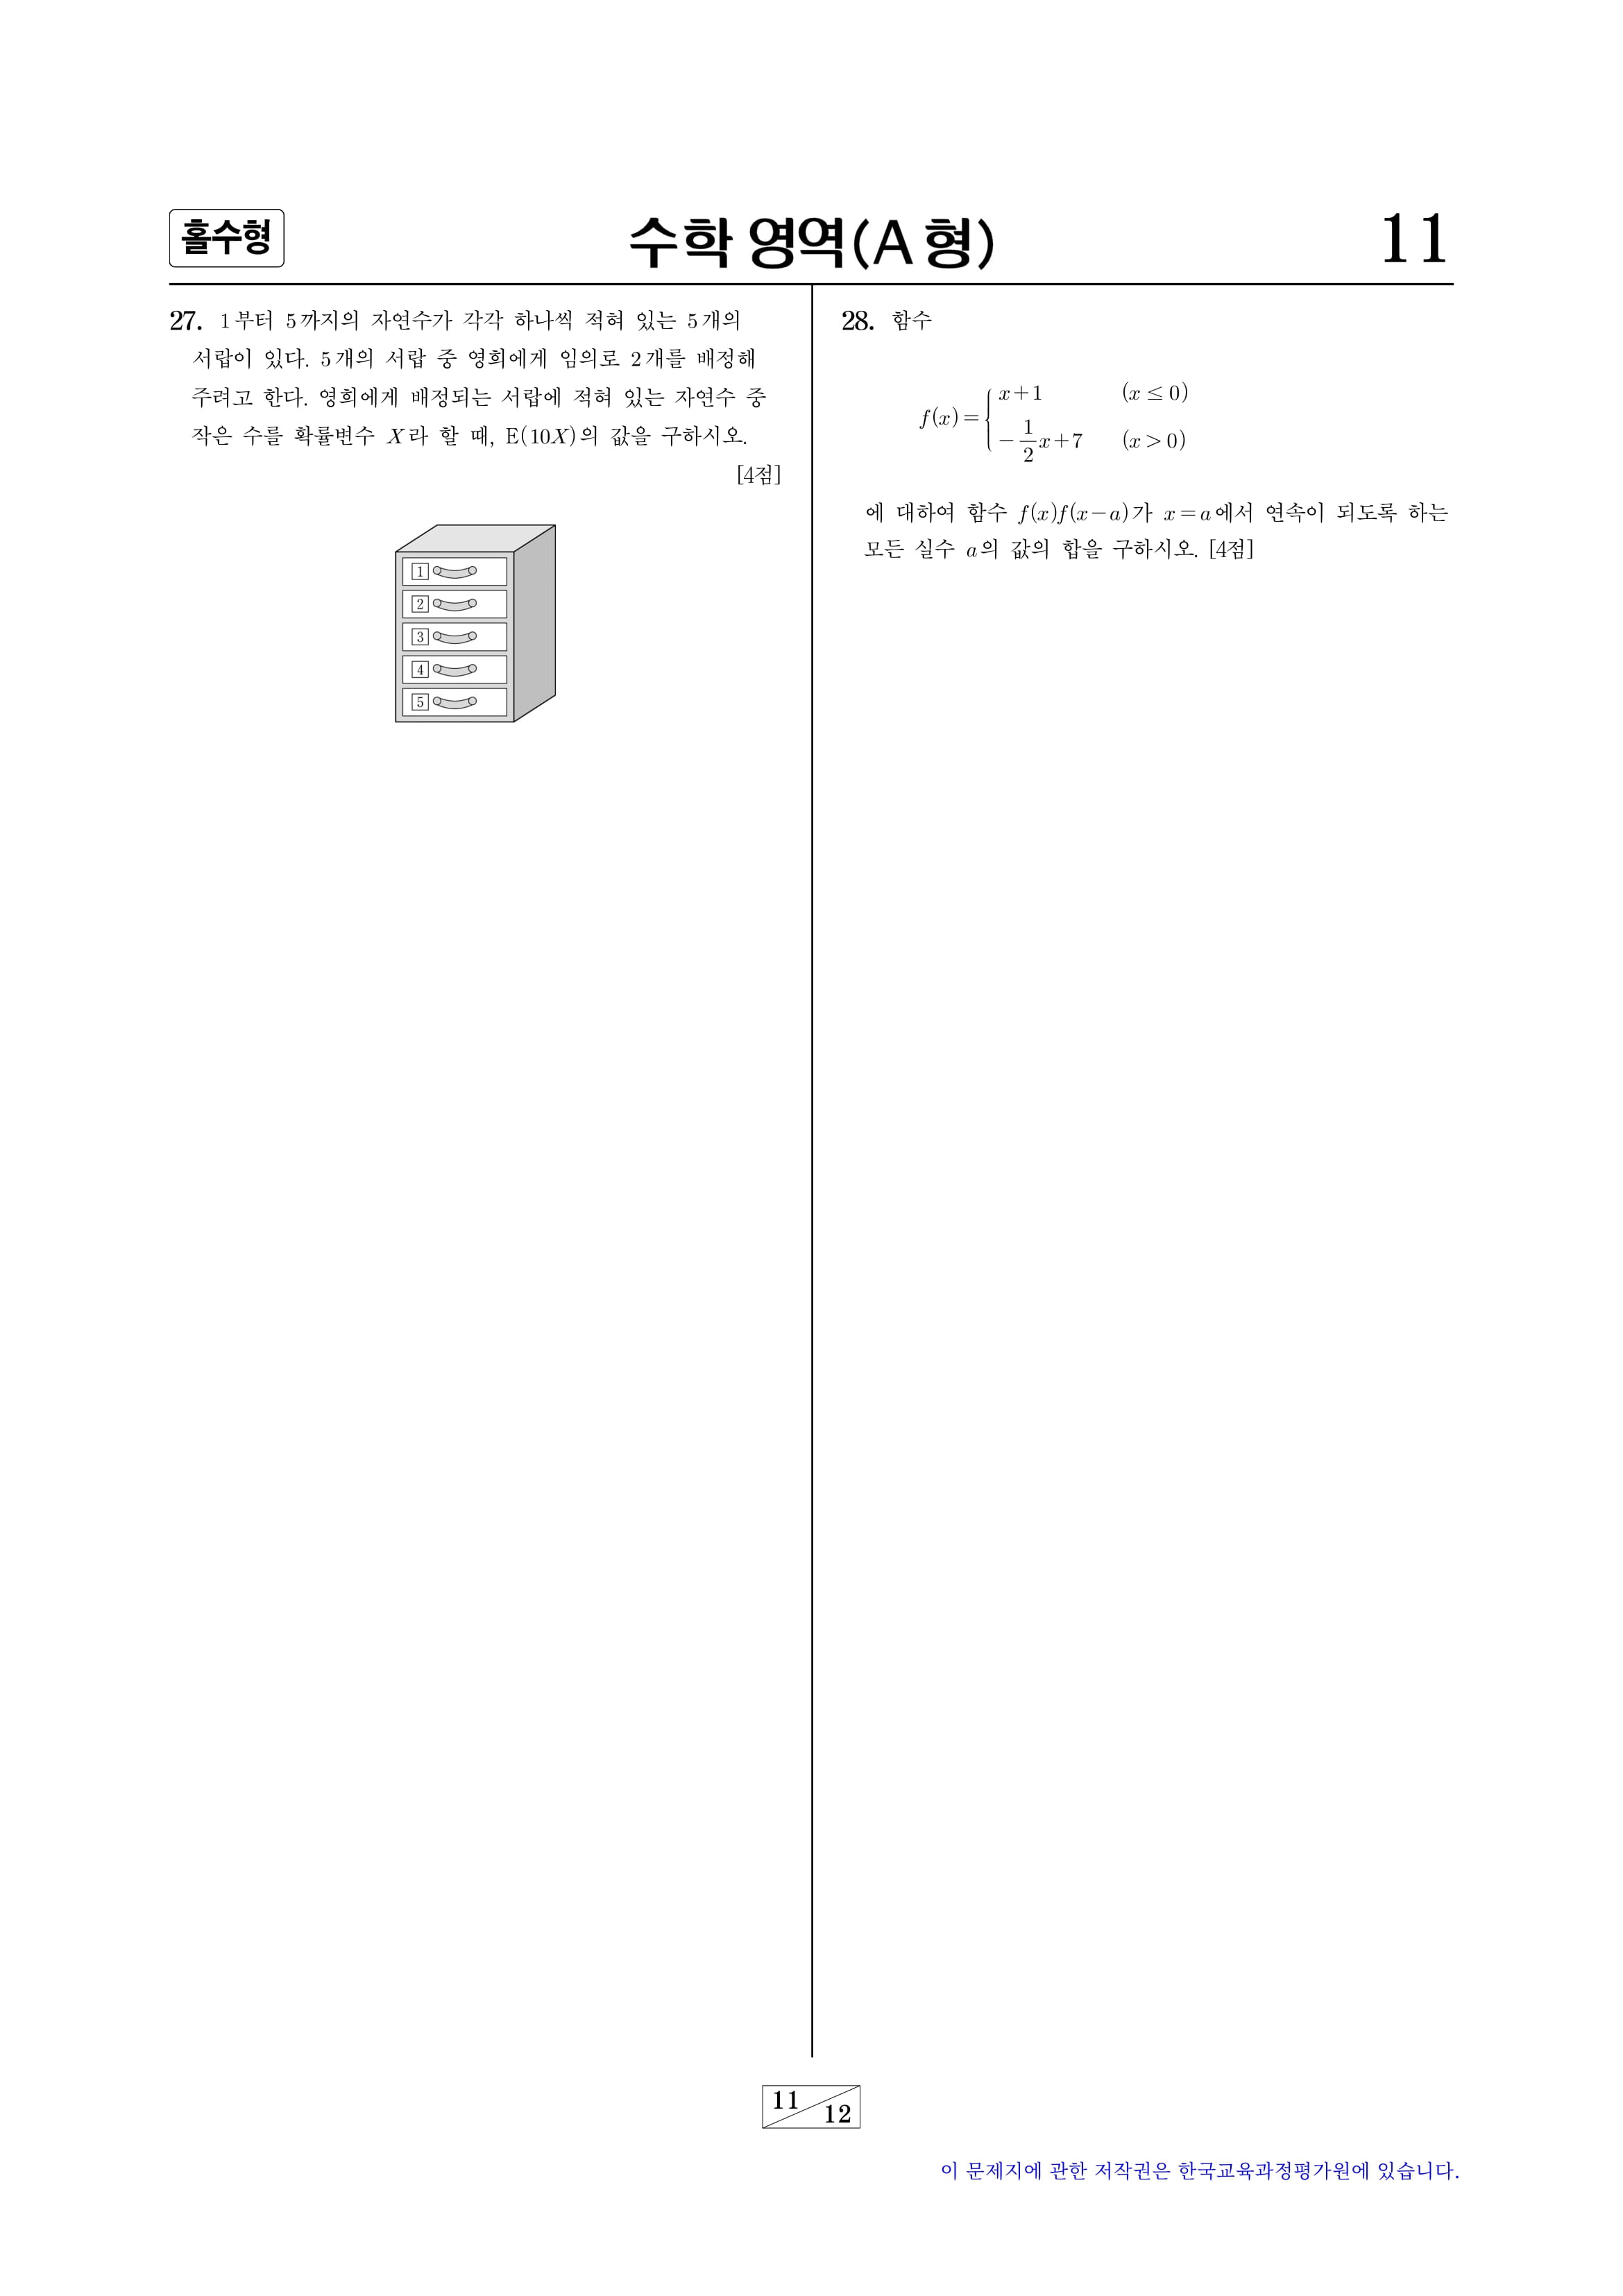 홀수형
수학 영역(A 형)
11
27. 1부터 5까지의 자연수가 각각 하나씩 적혀 있는 5개의
서랍이 있다. 5개의 서랍 중 영희에게 임의로 2개를 배정해
주려고 한다. 영희에게 배정되는 서랍에 적혀 있는 자연수 중
작은 수를 확률변수 X라 할 때, E(10X)의 값을 구하시오.
[4점]
1
2
3
4
5
28. 함수
f(x) = { x+1 (x ≤ 0)
-1/2 x+7 (x > 0)
에 대하여 함수 f(x)f(x-a)가 x=a에서 연속이 되도록 하는
모든 실수 a의 값의 합을 구하시오. [4점]
11
12
이 문제지에 관한 저작권은 한국교육과정평가원에 있습니다.